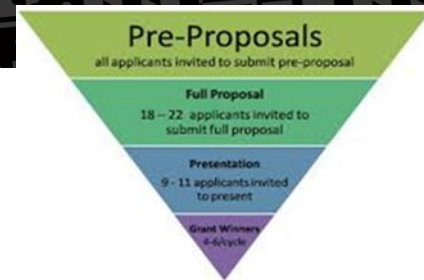 Pre-Proposals
all applicants invited to submit pre-proposal
Full Proposal
18 – 22 applicants invited to
submit full proposal
Presentation
9 - 11 applicants invited
to present
Grant Winners
4-6/cycle